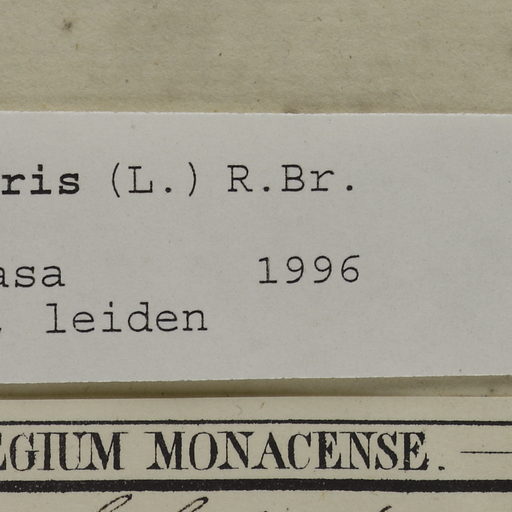 ris (L.) R.Br.
asa 1996
leiden
EGIUM MONACENSE.